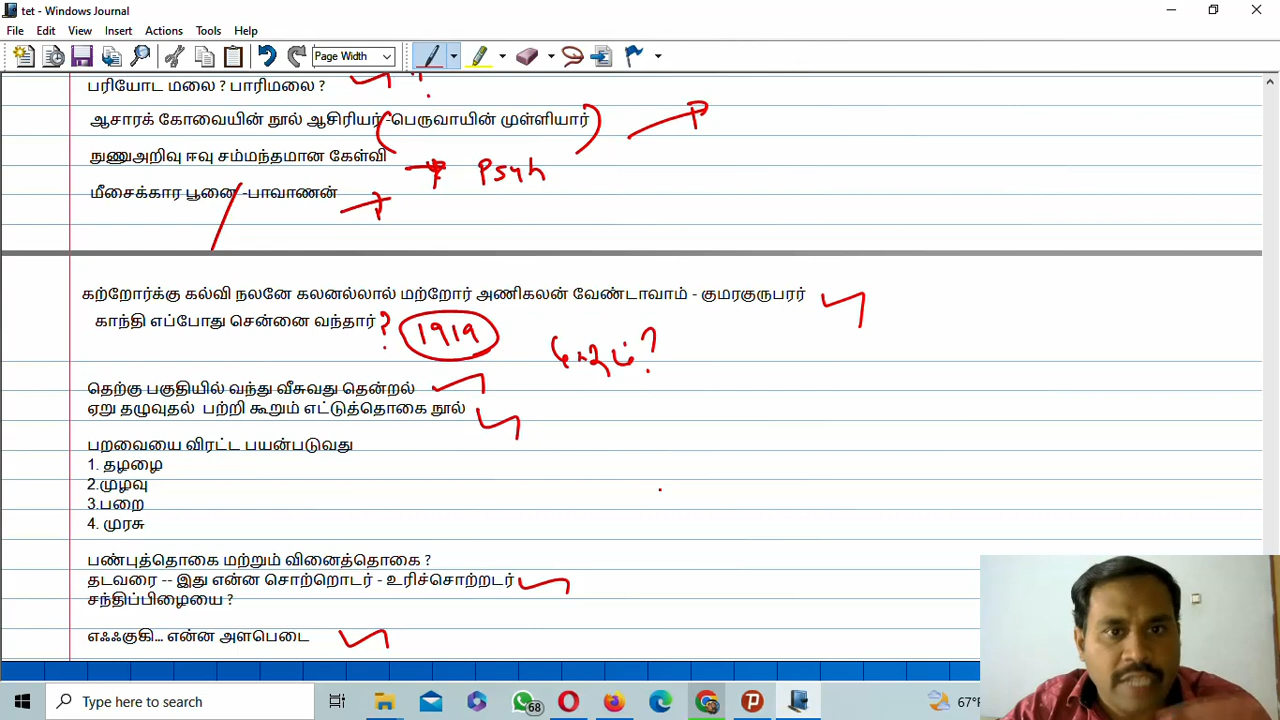 tet - Windows Journal
File Edit View Insert Actions Tools Help
Page Width
பரியோட மலை ? பாரிமலை ?
ஆசாரக் கோவையின் நூல் ஆசிரியர் -பெருவாயின் முள்ளியார்
நுணுஅறிவு ஈவு சம்மந்தமான கேள்வி Psyh
மீசைக்கார பூனை -பாவாணன்
கற்றோர்க்கு கல்வி நலனே கலனல்லால் மற்றோர் அணிகலன் வேண்டாவாம் - குமரகுருபரர்
காந்தி எப்போது சென்னை வந்தார் ? 1919
தெற்கு பகுதியில் வந்து வீசுவது தென்றல்
ஏறு தழுவுதல் பற்றி கூறும் எட்டுத்தொகை நூல்
பறவையை விரட்ட பயன்படுவது
1. தழழை
2.முழவு
3.பறை
4. முரசு
பண்புத்தொகை மற்றும் வினைத்தொகை ?
தடவரை -- இது என்ன சொற்றொடர் - உரிச்சொற்றடர்
சந்திப்பிழையை ?
எஃஃகுகி... என்ன அளபெடை
Type here to search
68
67°F